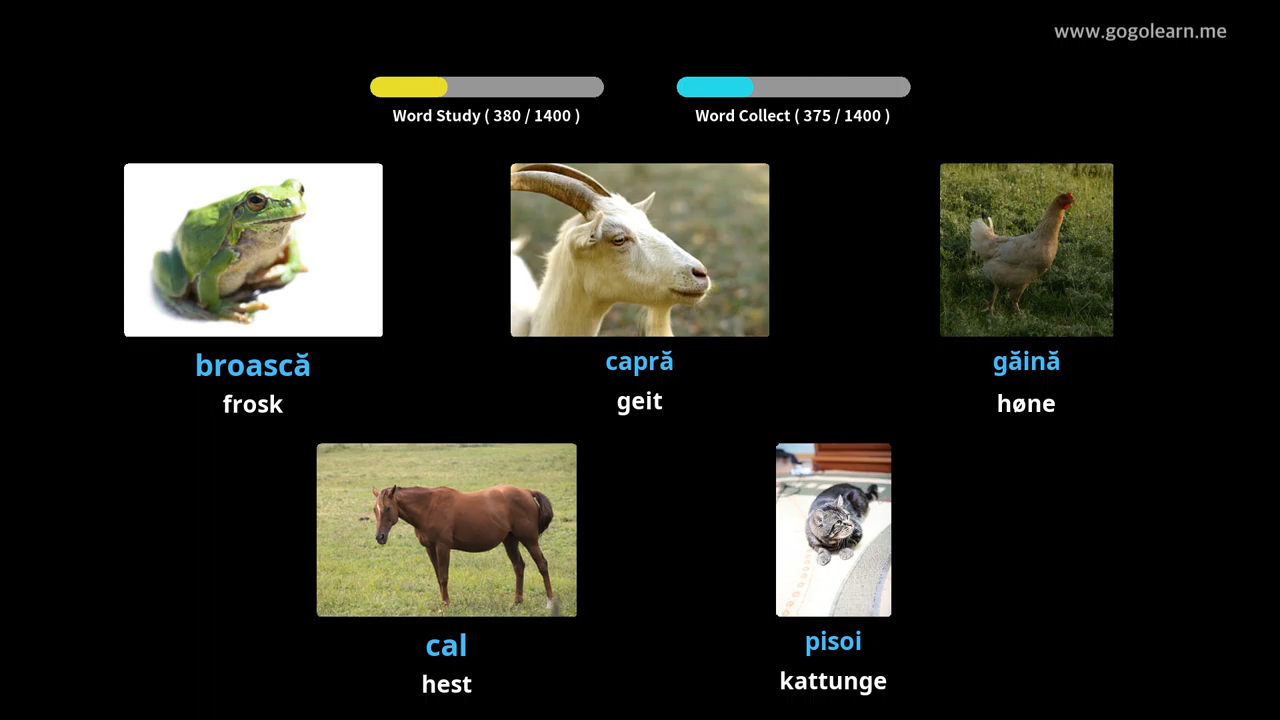 www.gogolearn.me
Word Study ( 380 / 1400 )
Word Collect ( 375 / 1400 )
broască
frosk
capră
geit
găină
høne
cal
hest
pisoi
kattunge